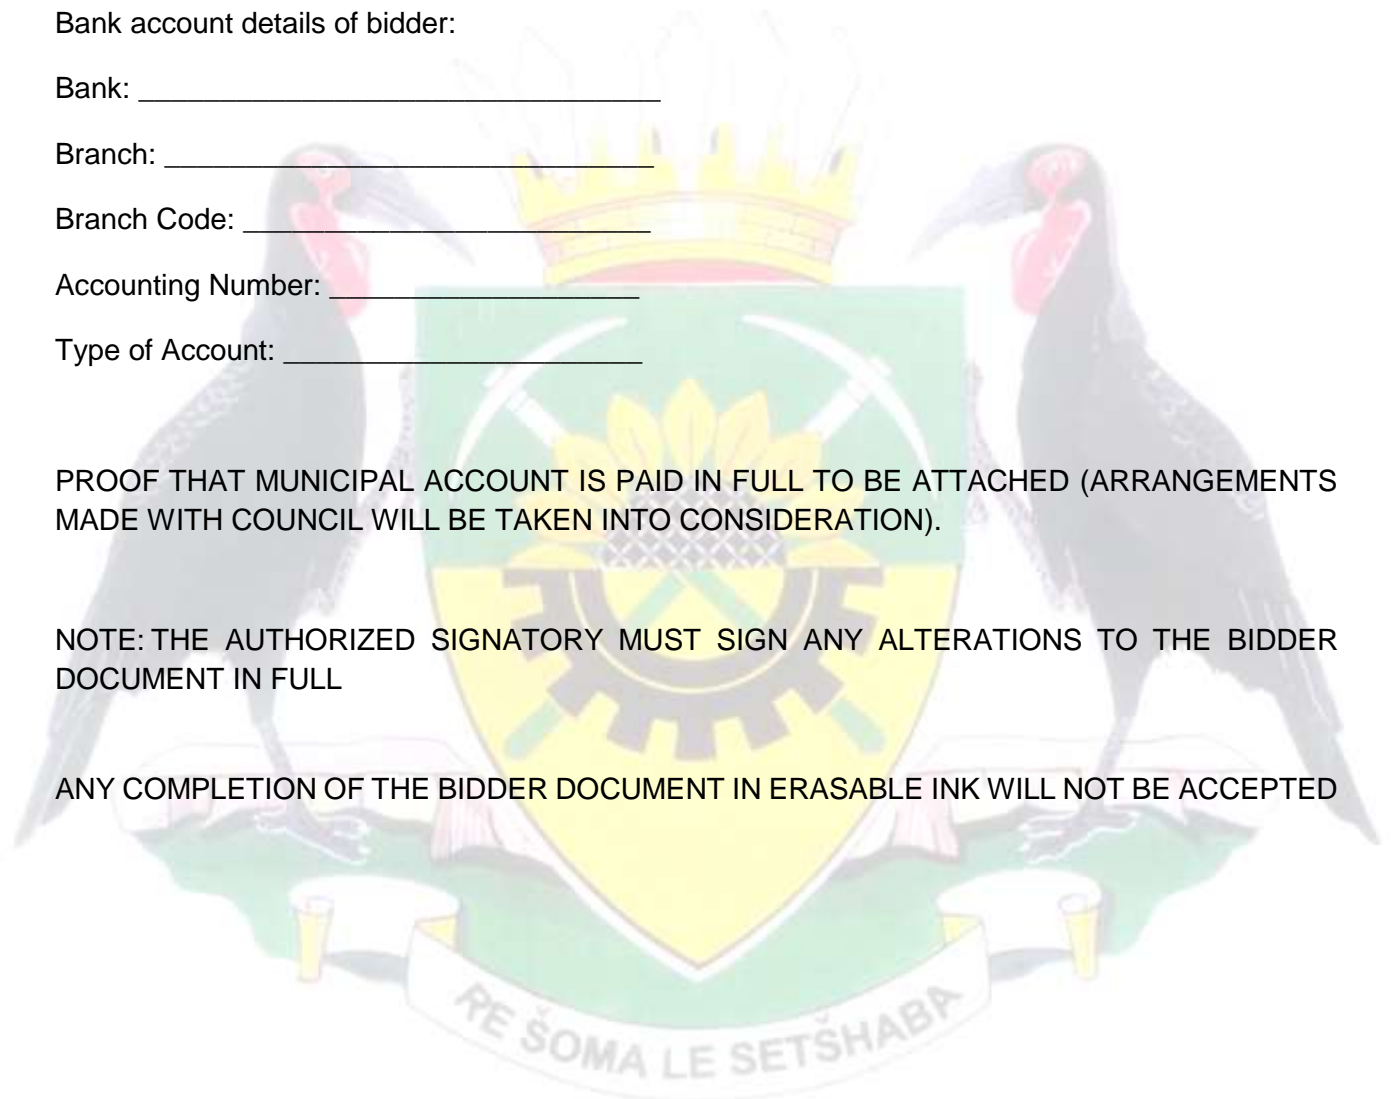 Bank account details of bidder:
Bank: ________________________________
Branch: ______________________________
Branch Code: _________________________
Accounting Number: ___________________
Type of Account: ______________________
PROOF THAT MUNICIPAL ACCOUNT IS PAID IN FULL TO BE ATTACHED (ARRANGEMENTS
MADE WITH COUNCIL WILL BE TAKEN INTO CONSIDERATION).
NOTE: THE AUTHORIZED SIGNATORY MUST SIGN ANY ALTERATIONS TO THE BIDDER
DOCUMENT IN FULL
ANY COMPLETION OF THE BIDDER DOCUMENT IN ERASABLE INK WILL NOT BE ACCEPTED
RE ŠOMA LE SETŠHABA